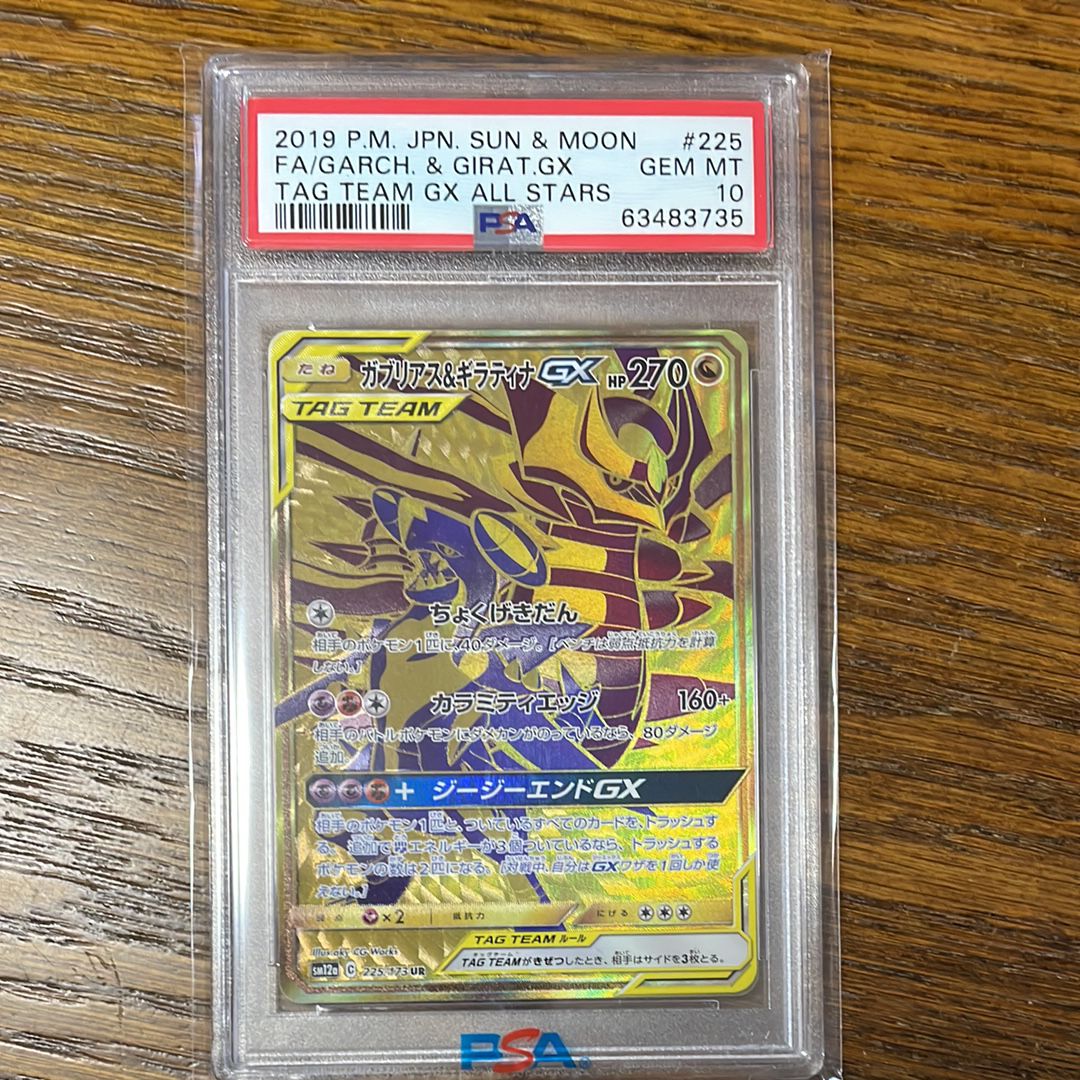 2019 P.M. JPN. SUN & MOON #225
FA/GARCH. & GIRAT.GX GEM MT
TAG TEAM GX ALL STARS 10
PSA 63483735
たね ガブリアス&ギラティナGX HP270
TAG TEAM
ちょくげきだん
相手のポケモン1匹に、40ダメージ。[ベンチは弱点・抵抗力を計算
しない。]
カラミティエッジ 160+
相手のバトルポケモンにダメカンがのっているなら、80ダメージ
追加。
+ ジージーエンドGX
相手のポケモン1匹と、ついているすべてのカードを、トラッシュす
る。追加でエネルギーが3個ついているなら、トラッシュする
ポケモンの数は2匹になる。[対戦中、自分はGXワザを1回しか使
えない。]
弱点 ×2 抵抗力 にげる
Illus.aky CG Works
TAG TEAM ルール
sm12a G 225/173 UR
TAG TEAMがきぜつしたとき、相手はサイドを3枚とる。
PSA